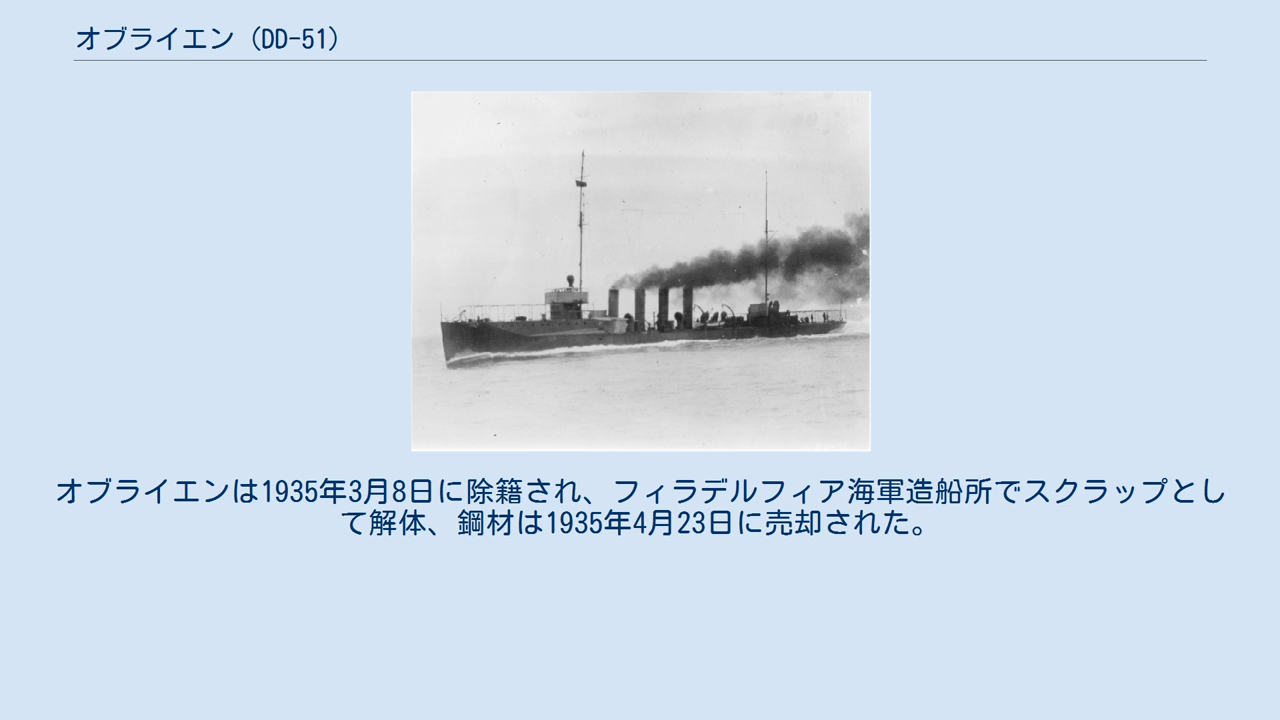 オブライエン（DD-51）
オブライエンは1935年3月8日に除籍され、フィラデルフィア海軍造船所でスクラップとし
て解体、鋼材は1935年4月23日に売却された。